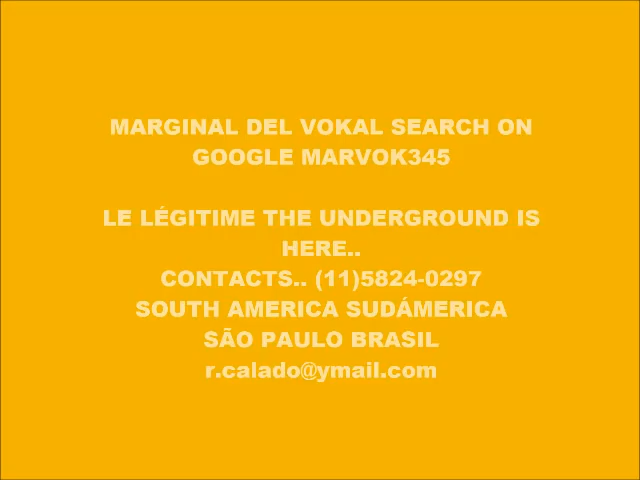 MARGINAL DEL VOKAL SEARCH ON
GOOGLE MARVOK345
LE LÉGITIME THE UNDERGROUND IS
HERE..
CONTACTS.. (11)5824-0297
SOUTH AMERICA SUDÁMERICA
SÃO PAULO BRASIL
r.calado@ymail.com